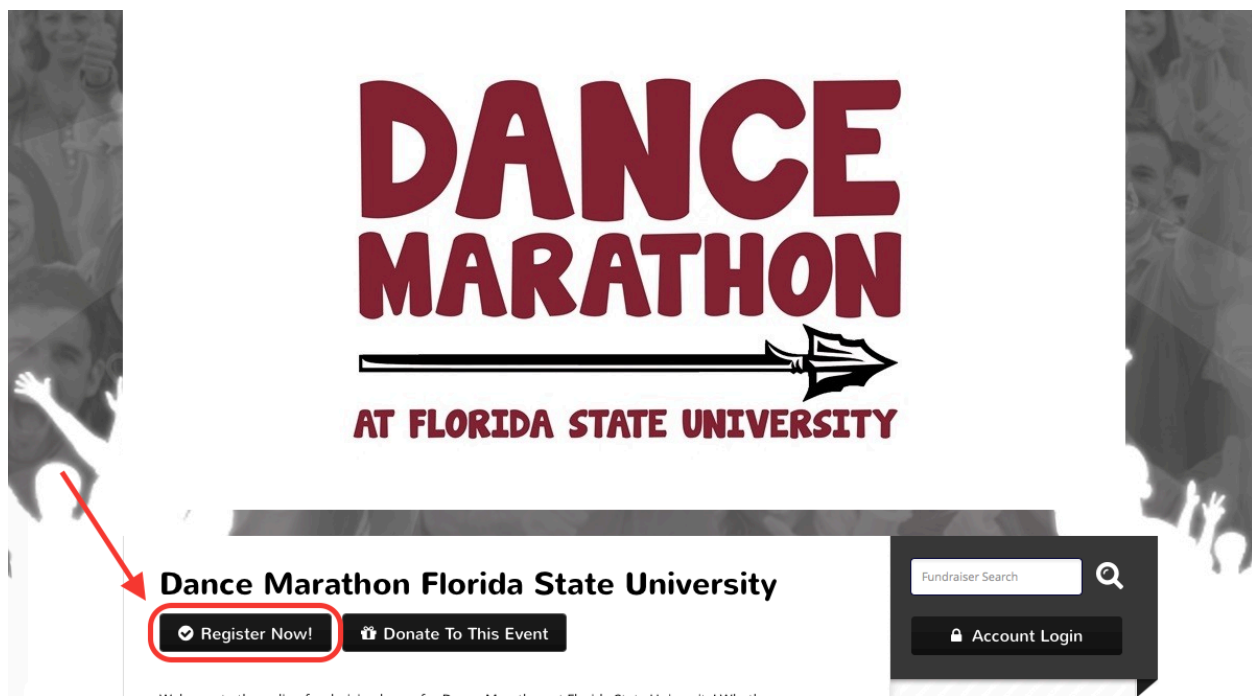 DANCE
MARATHON
AT FLORIDA STATE UNIVERSITY
Dance Marathon Florida State University
Register Now!
Donate To This Event
Fundraiser Search
Account Login